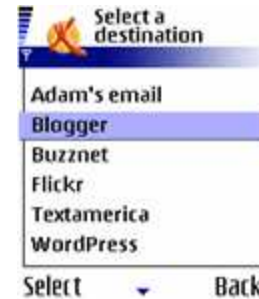 Select a
destination
Adam's email
Blogger
Buzznet
Flickr
Textamerica
WordPress
Select Back